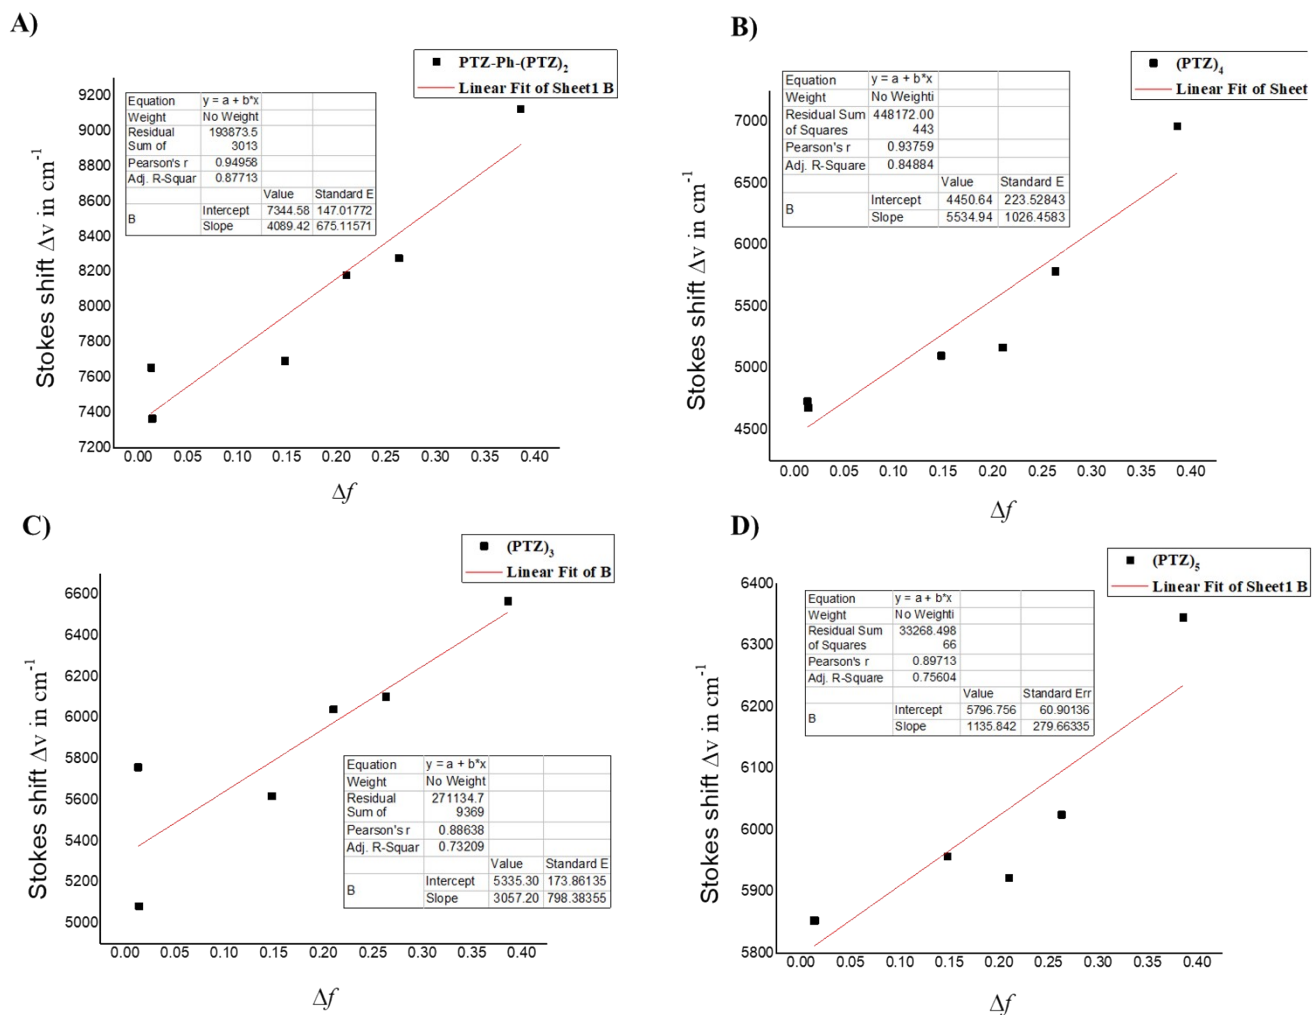 A)
PTZ-Ph-(PTZ)2
Linear Fit of Sheet1 B
Equation y = a + b*x
Weight No Weight
Residual Sum of 193873.5 3013
Pearson's r 0.94958
Adj. R-Squar 0.87713
Value Standard E
B Intercept 7344.58 147.01772
Slope 4089.42 675.11571
9200
9000
8800
8600
8400
8200
8000
7800
7600
7400
7200
Stokes shift Δv in cm-1
0.00 0.05 0.10 0.15 0.20 0.25 0.30 0.35 0.40
Δf
B)
(PTZ)4
Linear Fit of Sheet
Equation y = a + b*x
Weight No Weighti
Residual Sum of Squares 448172.00 443
Pearson's r 0.93759
Adj. R-Square 0.84884
Value Standard E
B Intercept 4450.64 223.52843
Slope 5534.94 1026.4583
7000
6500
6000
5500
5000
4500
Stokes shift Δv in cm-1
0.00 0.05 0.10 0.15 0.20 0.25 0.30 0.35 0.40
Δf
C)
(PTZ)3
Linear Fit of B
6600
6400
6200
6000
5800
5600
5400
5200
5000
Stokes shift Δv in cm-1
Equation y = a + b*x
Weight No Weight
Residual Sum of 271134.7 9369
Pearson's r 0.88638
Adj. R-Squar 0.73209
Value Standard E
B Intercept 5335.30 173.86135
Slope 3057.20 798.38355
0.00 0.05 0.10 0.15 0.20 0.25 0.30 0.35 0.40
Δf
D)
(PTZ)5
Linear Fit of Sheet1 B
Equation y = a + b*x
Weight No Weighti
Residual Sum of Squares 33268.498 66
Pearson's r 0.89713
Adj. R-Square 0.75604
Value Standard Err
B Intercept 5796.756 60.90136
Slope 1135.842 279.66335
6400
6300
6200
6100
6000
5900
5800
Stokes shift Δv in cm-1
0.00 0.05 0.10 0.15 0.20 0.25 0.30 0.35 0.40
Δf